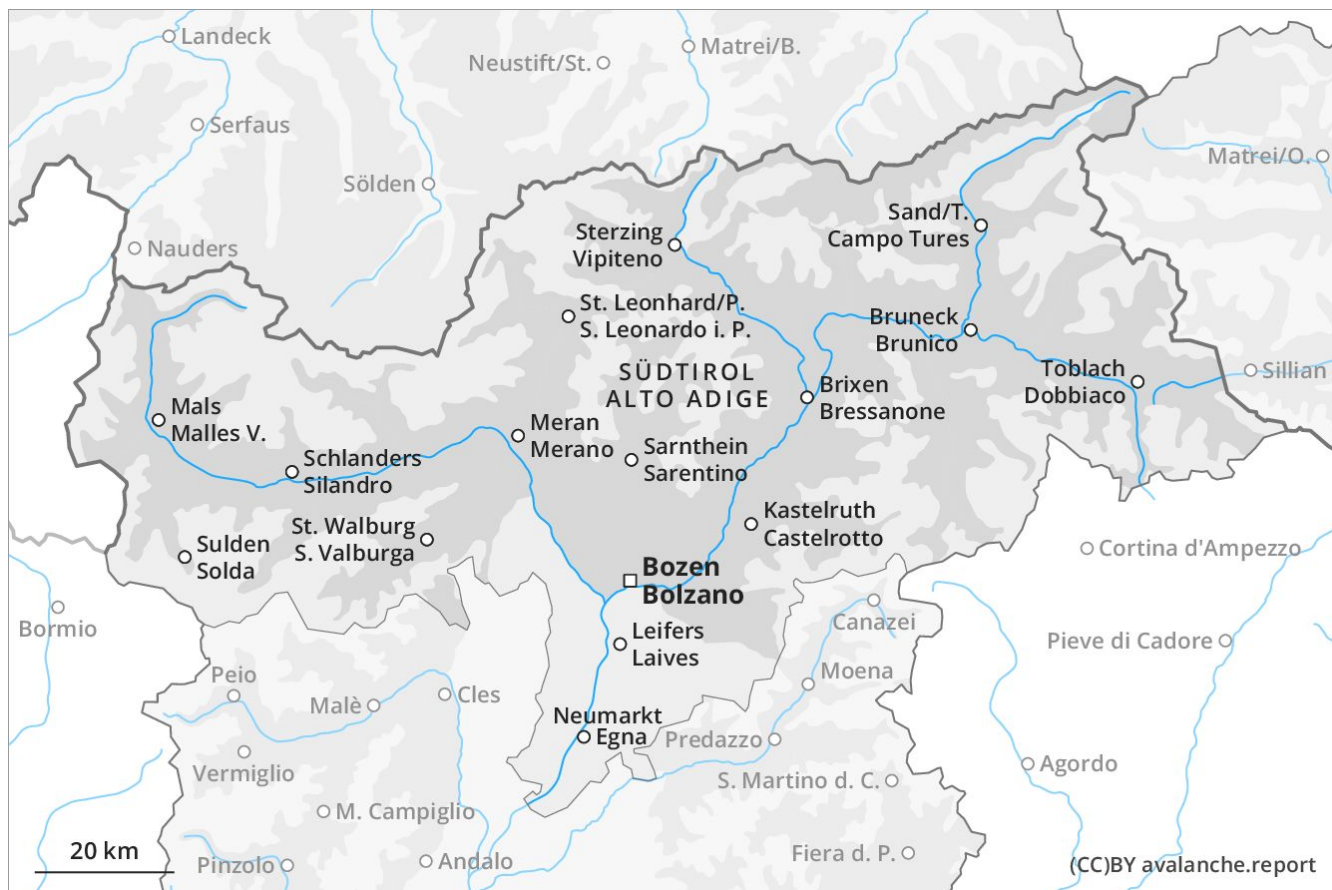 Landeck
Matrei/B.
Neustift/St.
Serfaus
Matrei/O.
Sölden
Sand/T.
Campo Tures
Sterzing
Vipiteno
Nauders
St. Leonhard/P.
S. Leonardo i. P.
Bruneck
Brunico
SÜDTIROL
ALTO ADIGE
Toblach
Dobbiaco
Sillian
Brixen
Bressanone
Mals
Malles V.
Meran
Merano
Sarnthein
Sarentino
Schlanders
Silandro
Kastelruth
Castelrotto
St. Walburg
S. Valburga
Sulden
Solda
Cortina d'Ampezzo
Bozen
Bolzano
Bormio
Canazei
Leifers
Laives
Pieve di Cadore
Peio
Moena
Malè
Cles
Neumarkt
Egna
Predazzo
Vermiglio
Agordo
S. Martino d. C.
M. Campiglio
20 km
Pinzolo
Andalo
Fiera d. P.
(CC)BY avalanche.report